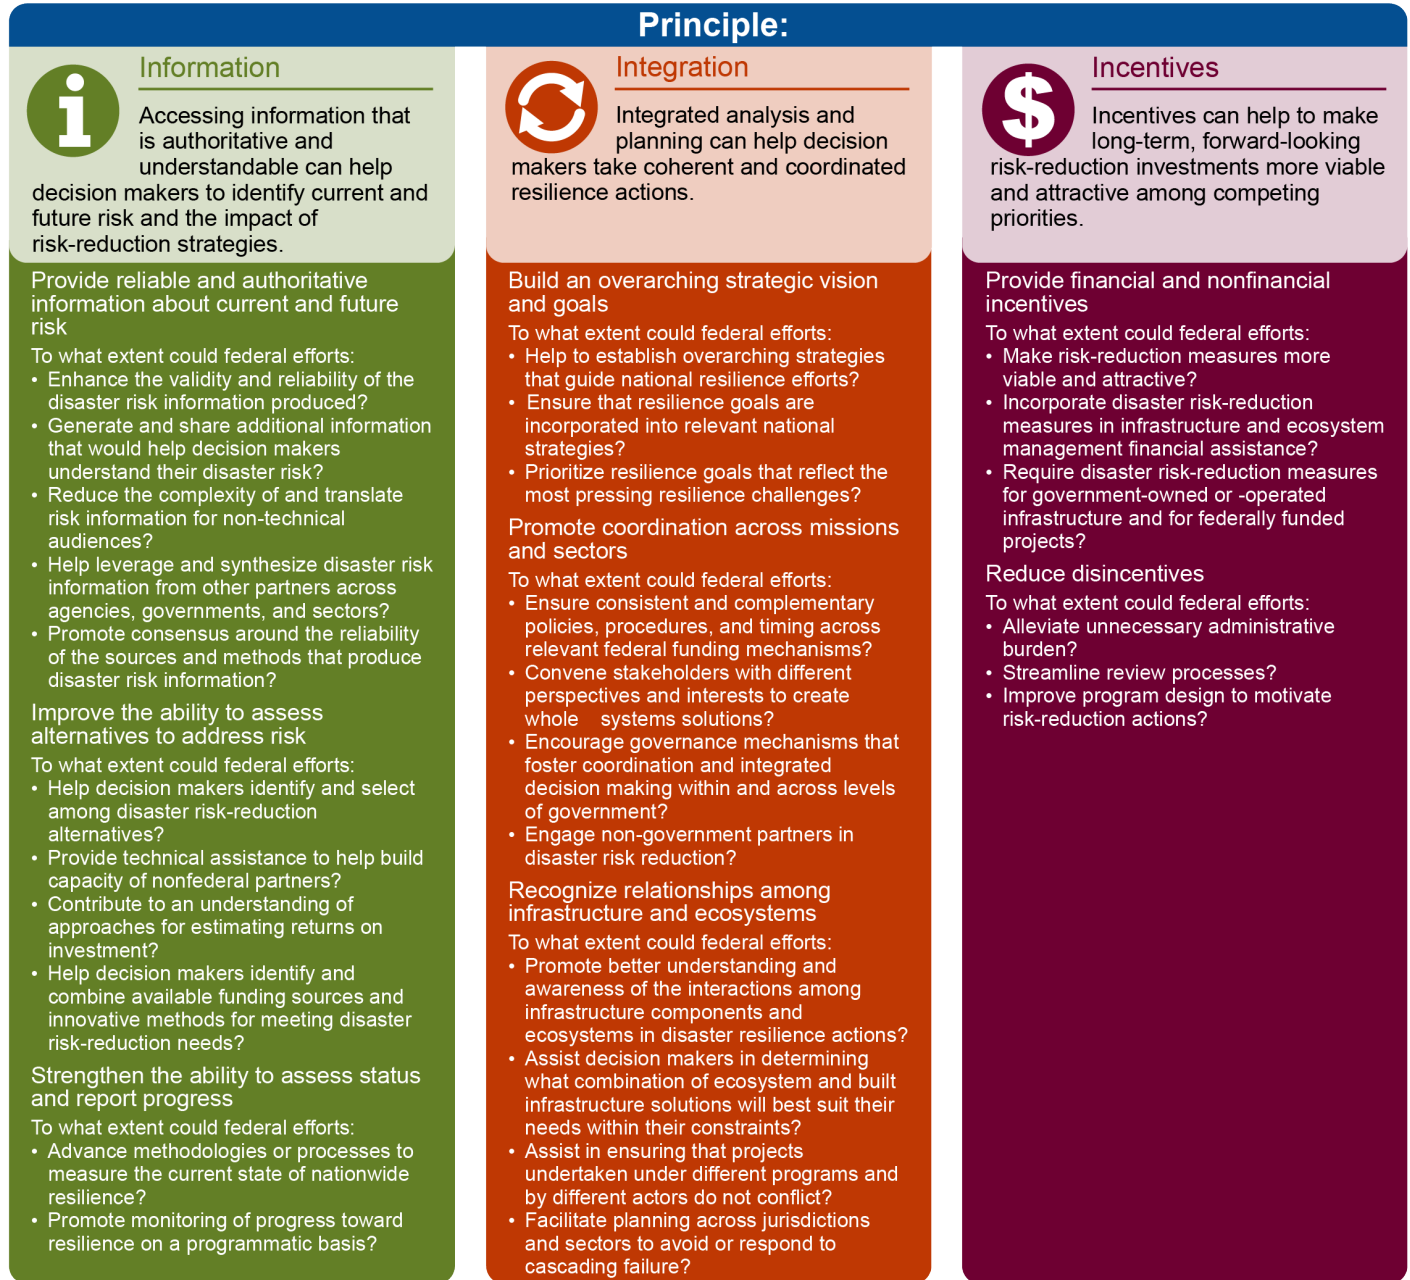 Principle:
Information
Accessing information that
is authoritative and
understandable can help
decision makers to identify current and
future risk and the impact of
risk-reduction strategies.
Provide reliable and authoritative
information about current and future
risk
To what extent could federal efforts:
• Enhance the validity and reliability of the
disaster risk information produced?
• Generate and share additional information
that would help decision makers
understand their disaster risk?
• Reduce the complexity of and translate
risk information for non-technical
audiences?
• Help leverage and synthesize disaster risk
information from other partners across
agencies, governments, and sectors?
• Promote consensus around the reliability
of the sources and methods that produce
disaster risk information?
Improve the ability to assess
alternatives to address risk
To what extent could federal efforts:
• Help decision makers identify and select
among disaster risk-reduction
alternatives?
• Provide technical assistance to help build
capacity of nonfederal partners?
• Contribute to an understanding of
approaches for estimating returns on
investment?
• Help decision makers identify and
combine available funding sources and
innovative methods for meeting disaster
risk-reduction needs?
Strengthen the ability to assess status
and report progress
To what extent could federal efforts:
• Advance methodologies or processes to
measure the current state of nationwide
resilience?
• Promote monitoring of progress toward
resilience on a programmatic basis?
Integration
Integrated analysis and
planning can help decision
makers take coherent and coordinated
resilience actions.
Build an overarching strategic vision
and goals
To what extent could federal efforts:
• Help to establish overarching strategies
that guide national resilience efforts?
• Ensure that resilience goals are
incorporated into relevant national
strategies?
• Prioritize resilience goals that reflect the
most pressing resilience challenges?
Promote coordination across missions
and sectors
To what extent could federal efforts:
• Ensure consistent and complementary
policies, procedures, and timing across
relevant federal funding mechanisms?
• Convene stakeholders with different
perspectives and interests to create
whole systems solutions?
• Encourage governance mechanisms that
foster coordination and integrated
decision making within and across levels
of government?
• Engage non-government partners in
disaster risk reduction?
Recognize relationships among
infrastructure and ecosystems
To what extent could federal efforts:
• Promote better understanding and
awareness of the interactions among
infrastructure components and
ecosystems in disaster resilience actions?
• Assist decision makers in determining
what combination of ecosystem and built
infrastructure solutions will best suit their
needs within their constraints?
• Assist in ensuring that projects
undertaken under different programs and
by different actors do not conflict?
• Facilitate planning across jurisdictions
and sectors to avoid or respond to
cascading failure?
$
Incentives
Incentives can help to make
long-term, forward-looking
risk-reduction investments more viable
and attractive among competing
priorities.
Provide financial and nonfinancial
incentives
To what extent could federal efforts:
• Make risk-reduction measures more
viable and attractive?
• Incorporate disaster risk-reduction
measures in infrastructure and ecosystem
management financial assistance?
• Require disaster risk-reduction measures
for government-owned or -operated
infrastructure and for federally funded
projects?
Reduce disincentives
To what extent could federal efforts:
• Alleviate unnecessary administrative
burden?
• Streamline review processes?
• Improve program design to motivate
risk-reduction actions?